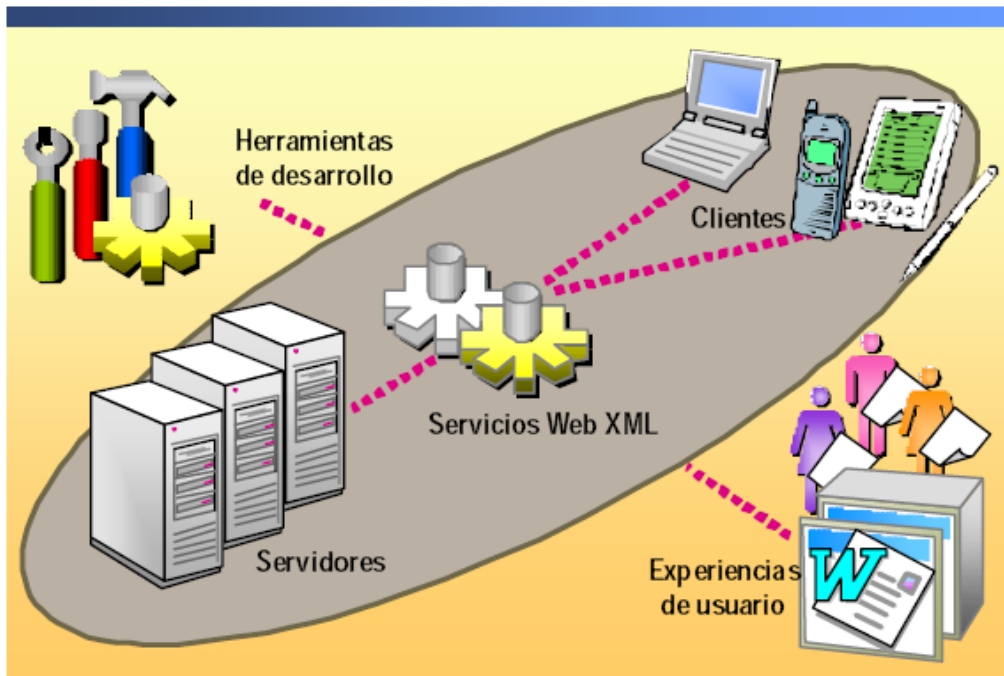 Herramientas
de desarrollo
Clientes
Servicios Web XML
Servidores
Experiencias
de usuario
W